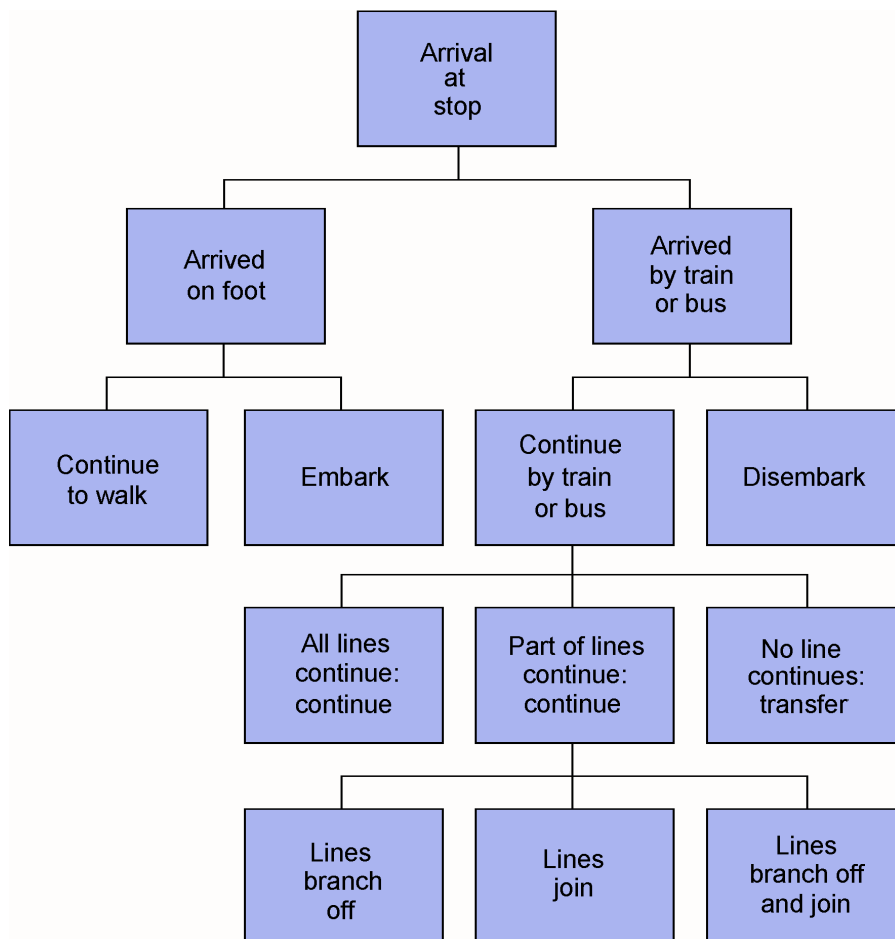 Arrival
at
stop
Arrived
on foot
Arrived
by train
or bus
Continue
to walk
Embark
Continue
by train
or bus
Disembark
All lines
continue:
continue
Part of lines
continue:
continue
No line
continues:
transfer
Lines
branch
off
Lines
join
Lines
branch off
and join